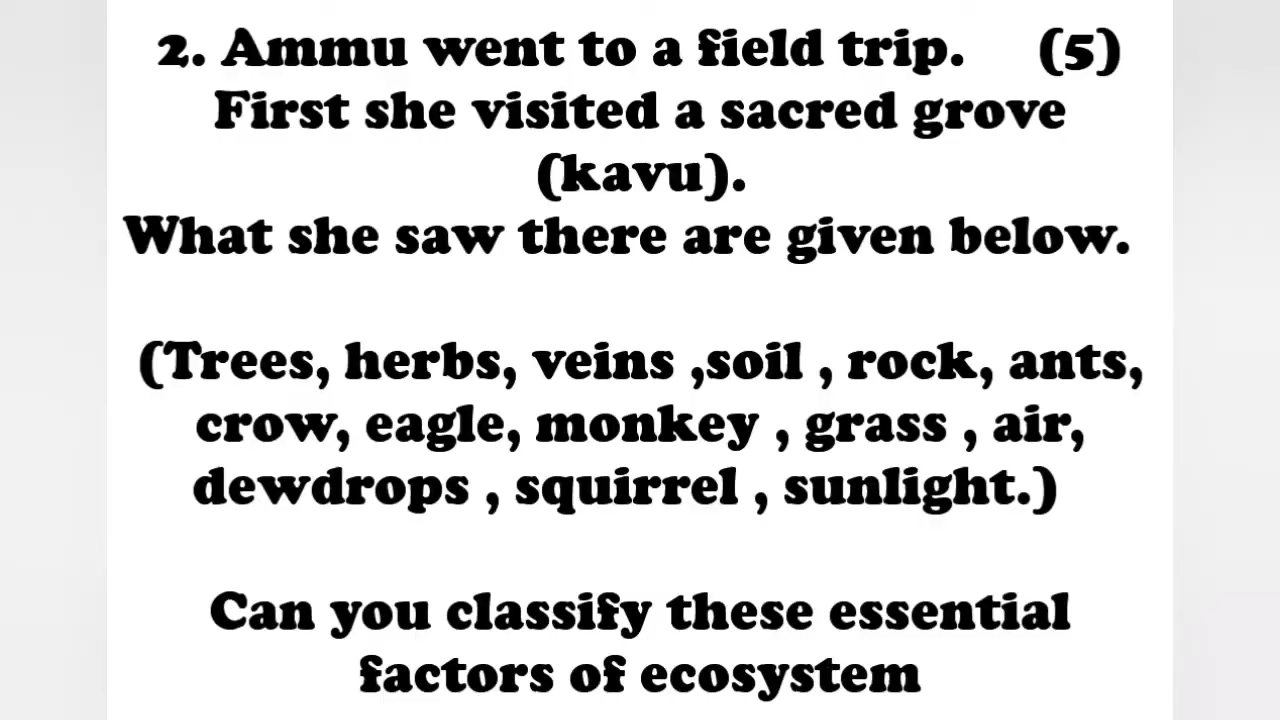 2. Ammu went to a field trip. (5)
First she visited a sacred grove
(kavu).
What she saw there are given below.
(Trees, herbs, veins ,soil , rock, ants,
crow, eagle, monkey , grass , air,
dewdrops , squirrel , sunlight.)
Can you classify these essential
factors of ecosystem